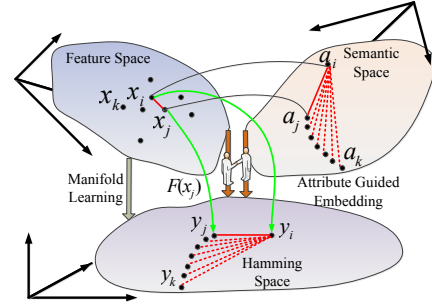 Feature Space
Semantic
Space
x_k
x_i
x_j
a_i
a_j
a_k
Manifold
Learning
F(x_j)
Attribute Guided
Embedding
y_j
y_i
y_k
Hamming
Space